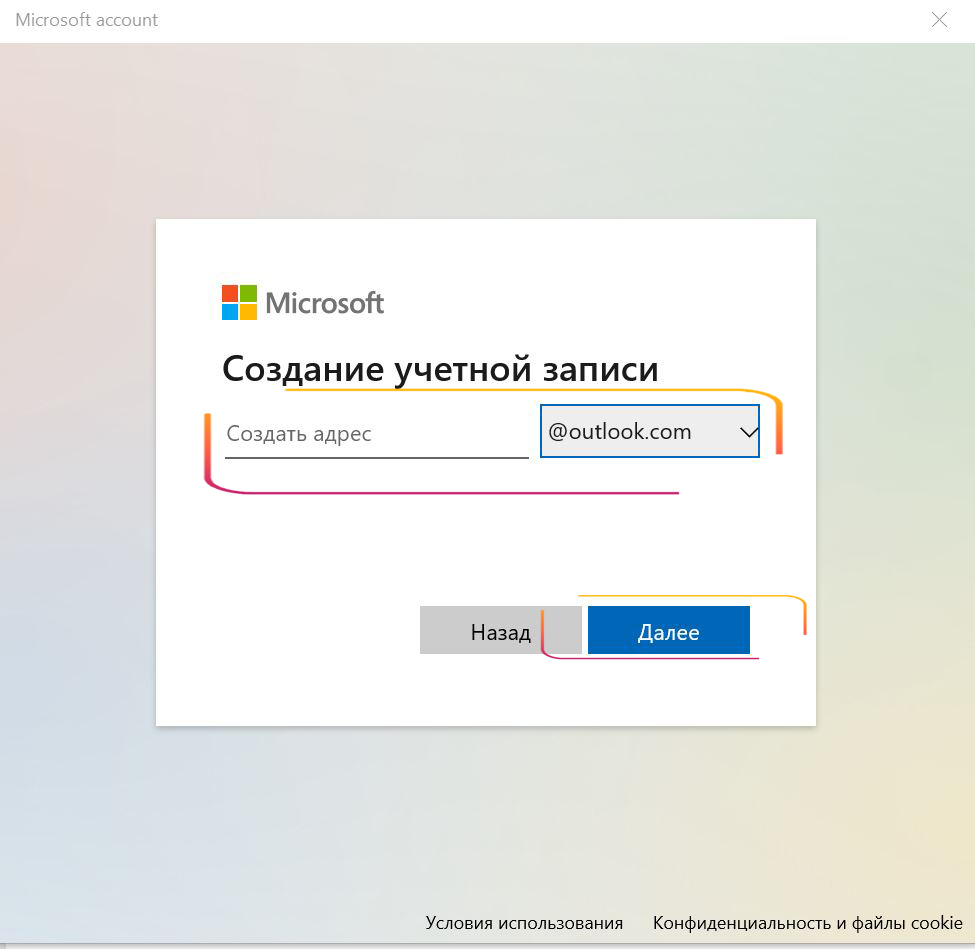 Microsoft account
Microsoft
Создание учетной записи
Создать адрес @outlook.com
Назад Далее
Условия использования Конфиденциальность и файлы cookie